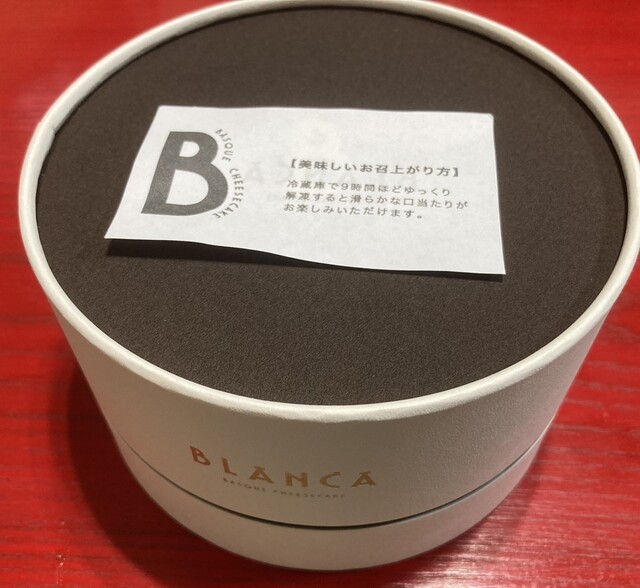 B
BASQUE CHEESECAKE
【美味しいお召上がり方】
冷蔵庫で9時間ほどゆっくり
解凍すると滑らかな口当たりが
お楽しみいただけます。
BLANCA
BASQUE CHEESECAKE